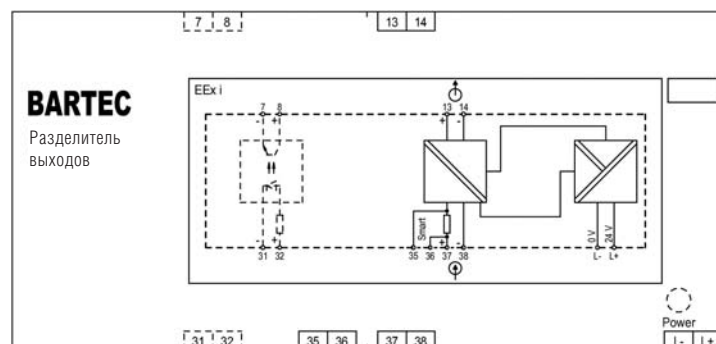 7 8 13 14
BARTEC
Разделитель
выходов
EEx i
7 8 13 14
- + + -
Smart
0 V 24 V
- + + -
31 32 35 36 37 38 L- L+
Power
31 32 35 36 37 38 L- L+